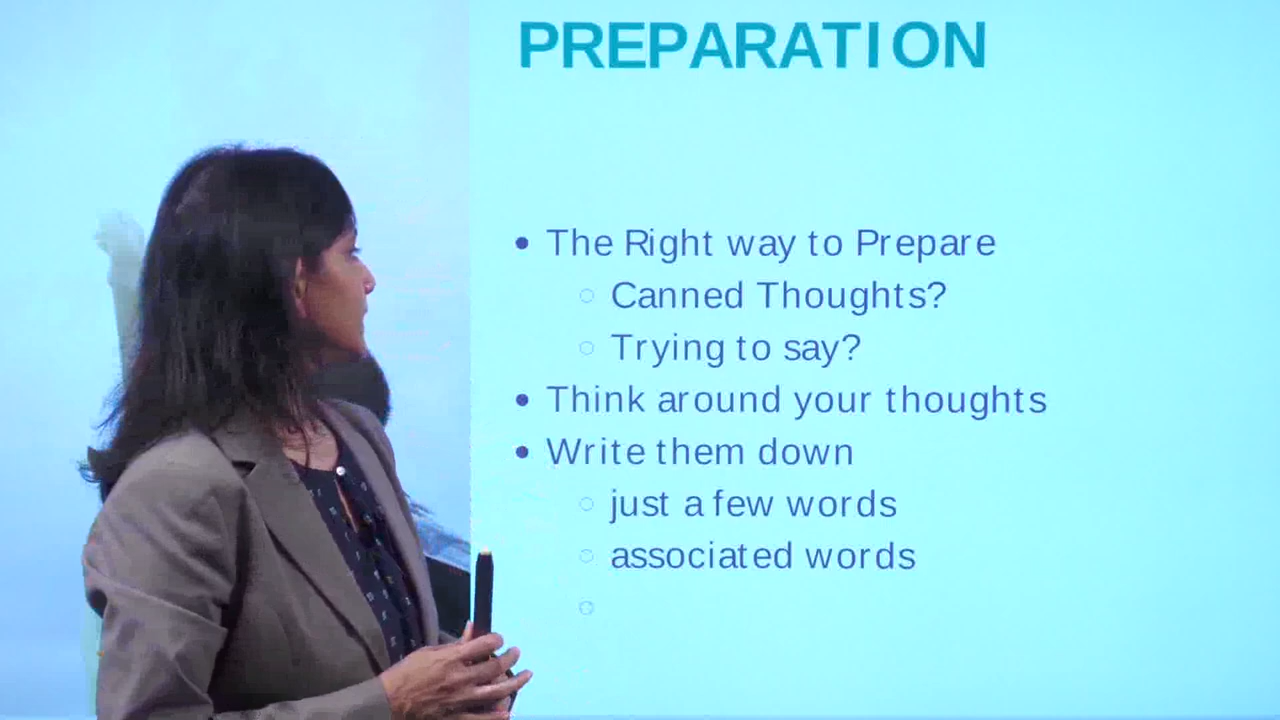 PREPARATION
The Right way to Prepare
Canned Thoughts?
Trying to say?
Think around your thoughts
Write them down
just a few words
associated words